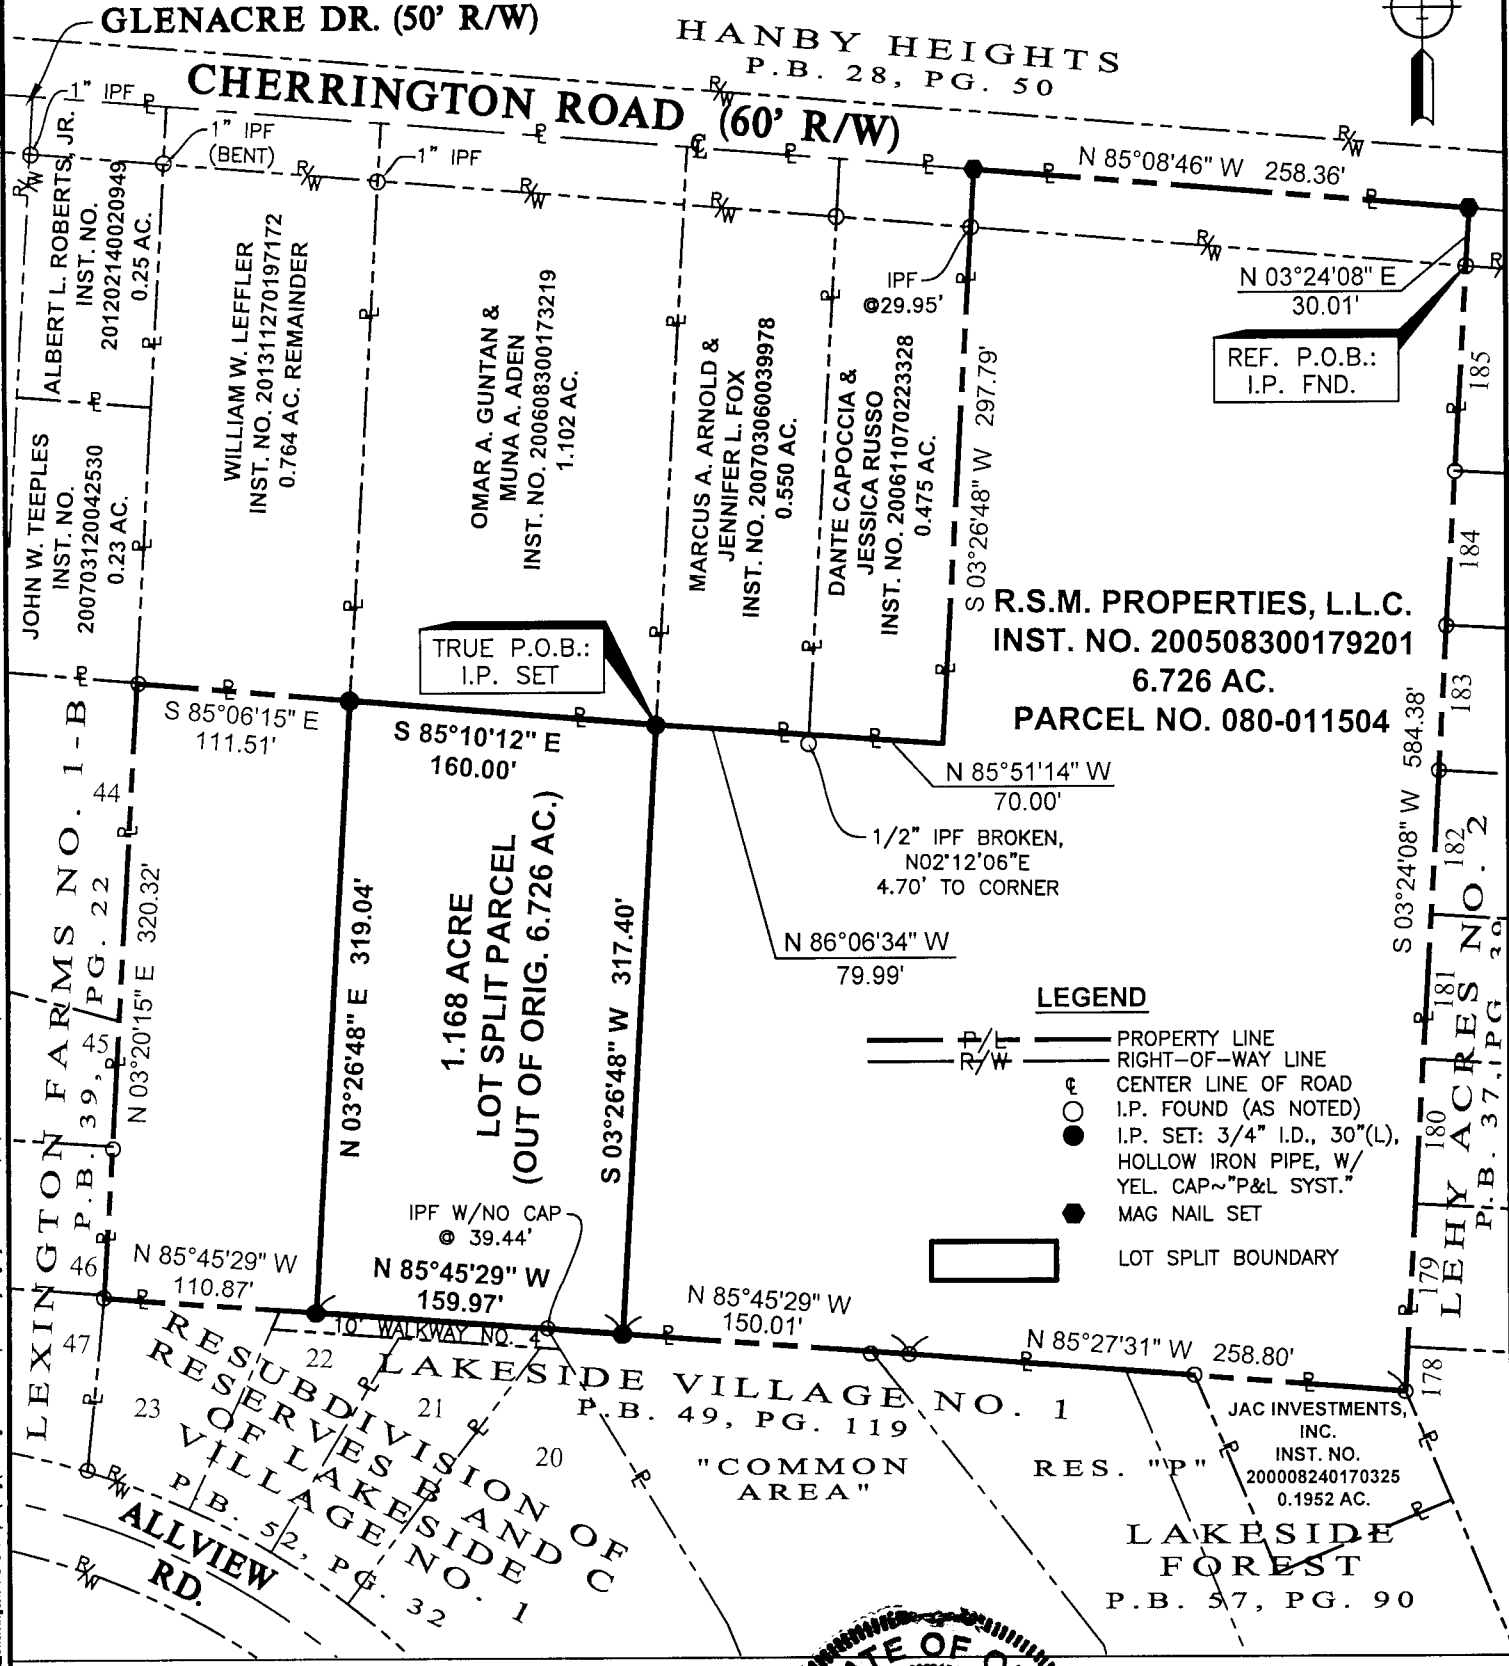 GLENACRE DR. (50' R/W)
HANBY HEIGHTS
P.B. 28, PG. 50
CHERRINGTON ROAD (60' R/W)
1" IPF
1" IPF
(BENT)
1" IPF
N 85°08'46" W 258.36'
ALBERT L. ROBERTS, JR.
INST. NO.
201202140020949
0.25 AC.
WILLIAM W. LEFFLER
INST. NO. 201311270197172
0.764 AC. REMAINDER
OMAR A. GUNTAN &
MUNA A. ADEN
INST. NO. 200608300173219
1.102 AC.
MARCUS A. ARNOLD &
JENNIFER L. FOX
INST. NO. 200703060039978
0.550 AC.
DANTE CAPOCCIA &
JESSICA RUSSO
INST. NO. 200611070223328
0.475 AC.
IPF
@29.95'
S 03°26'48" W 297.79'
N 03°24'08" E
30.01'
REF. P.O.B.:
I.P. FND.
JOHN W. TEEPLES
INST. NO.
200703120042530
0.23 AC.
R.S.M. PROPERTIES, L.L.C.
INST. NO. 200508300179201
6.726 AC.
PARCEL NO. 080-011504
TRUE P.O.B.:
I.P. SET
S 85°06'15" E
111.51'
S 85°10'12" E
160.00'
N 85°51'14" W
70.00'
1/2" IPF BROKEN,
N02°12'06"E
4.70' TO CORNER
N 86°06'34" W
79.99'
LEXINGTON FARMS NO. 1-B
P.B. 39, PG. 22
44
45
46
47
N 03°20'15" E 320.32'
N 03°26'48" E 319.04'
1.168 ACRE
LOT SPLIT PARCEL
(OUT OF ORIG. 6.726 AC.)
S 03°26'48" W 317.40'
S 03°24'08" W 584.38'
185
184
183
182
181
180
179
178
LEHY ACRES NO. 2
P.B. 37, PG
LEGEND
P/L PROPERTY LINE
R/W RIGHT-OF-WAY LINE
℄ CENTER LINE OF ROAD
I.P. FOUND (AS NOTED)
I.P. SET: 3/4" I.D., 30"(L),
HOLLOW IRON PIPE, W/
YEL. CAP~"P&L SYST."
MAG NAIL SET
LOT SPLIT BOUNDARY
IPF W/NO CAP
@ 39.44'
N 85°45'29" W
110.87'
N 85°45'29" W
159.97'
N 85°45'29" W
150.01'
N 85°27'31" W 258.80'
10' WALKWAY NO. 4
22
23
21
20
LAKESIDE VILLAGE NO. 1
P.B. 49, PG. 119
"COMMON
AREA"
RES. "P"
JAC INVESTMENTS,
INC.
INST. NO.
200008240170325
0.1952 AC.
LAKESIDE
FOREST
P.B. 57, PG. 90
RESUBDIVISION OF
RESERVES B AND C
OF LAKESIDE
VILLAGE NO. 1
P.B. 52, PG. 32
ALLVIEW
RD.